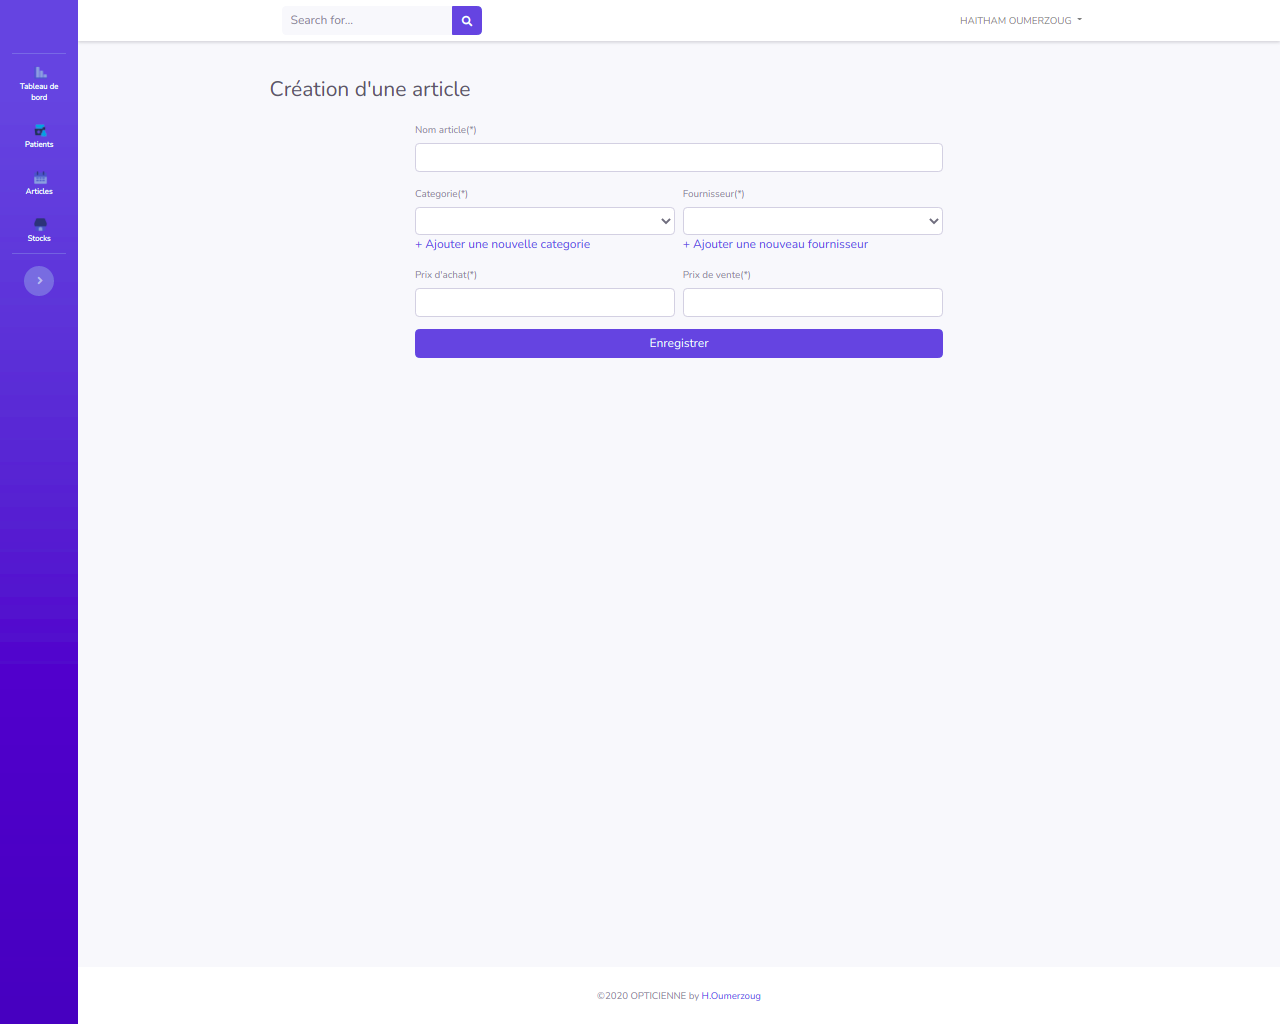 Search for...
HAITHAM OUMERZOUG
Tableau de
bord
Patients
Articles
Stocks
Création d'une article
Nom article(*)
Categorie(*)
Fournisseur(*)
+ Ajouter une nouvelle categorie
+ Ajouter une nouveau fournisseur
Prix d'achat(*)
Prix de vente(*)
Enregistrer
©2020 OPTICIENNE by H.Oumerzoug